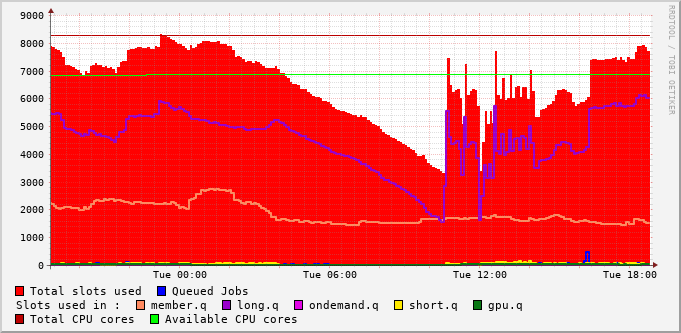 9000
8000
7000
6000
5000
4000
3000
2000
1000
0
Tue 00:00 Tue 06:00 Tue 12:00 Tue 18:00
RRDTOOL / TOBI OETIKER
Total slots used Queued Jobs
Slots used in : member.q long.q ondemand.q short.q gpu.q
Total CPU cores Available CPU cores